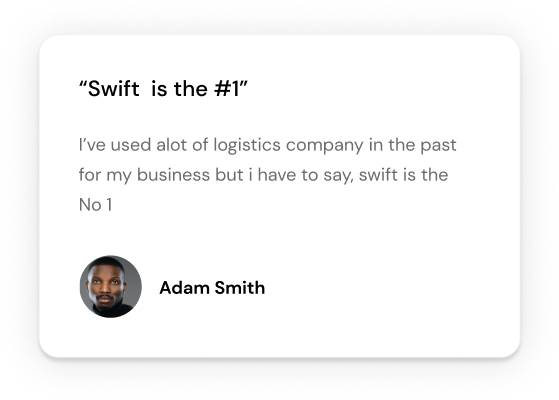 “Swift  is the #1”
I’ve used alot of logistics company in the past
for my business but i have to say, swift is the
No 1
Adam Smith